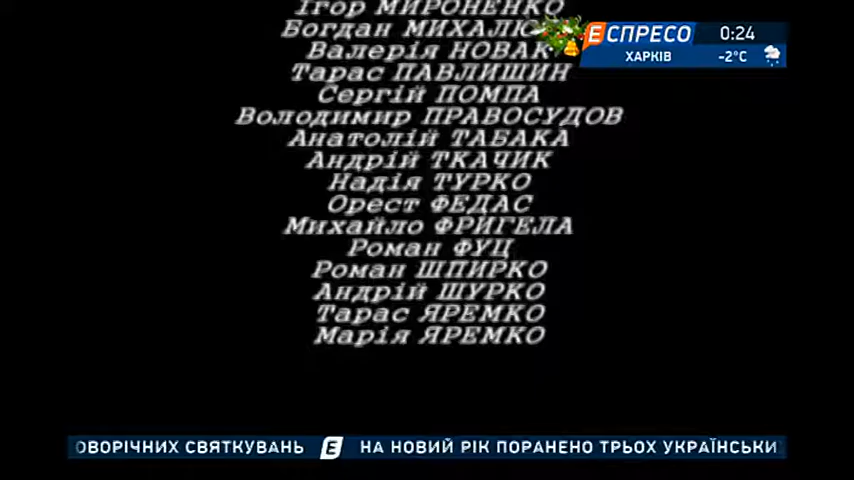 Ігор МИРОНЕНКО
Богдан
Валерія НОВАК
Тарас ПАВЛИШИН
Сергій ПОМПА
Володимир ПРАВОСУДОВ
Анатолій ТАБАКА
Андрій ТКАЧИК
Надія ТУРКО
Орест ФЕДАС
Михайло ФРИГЕЛА
Роман ФУЦ
Роман ШПИРКО
Андрій ШУРКО
Тарас ЯРЕМКО
Марія ЯРЕМКО
ЕСПРЕСО 0:24
ХАРКІВ -2°C
ОВОРІЧНИХ СВЯТКУВАНЬ Е НА НОВИЙ РІК ПОРАНЕНО ТРЬОХ УКРАЇНСЬКИ